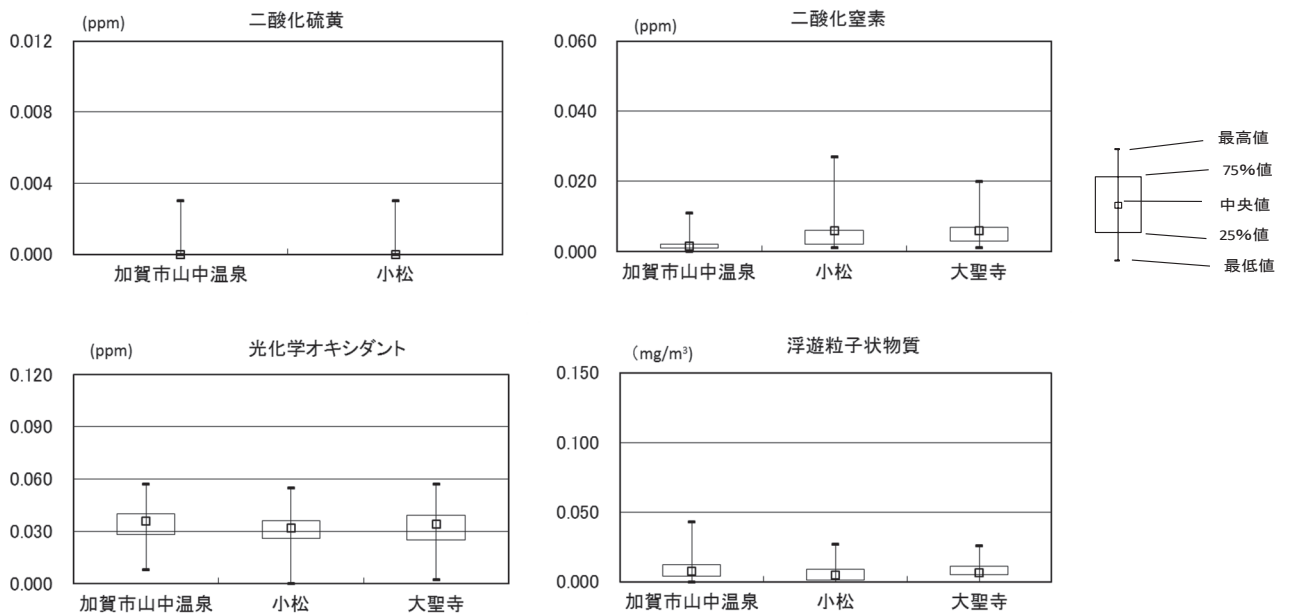 二酸化硫黄
(ppm)
0.012
0.008
0.004
0.000
加賀市山中温泉 小松
二酸化窒素
(ppm)
0.060
0.040
0.020
0.000
加賀市山中温泉 小松 大聖寺
最高値
75%値
中央値
25%値
最低値
光化学オキシダント
(ppm)
0.120
0.090
0.060
0.030
0.000
加賀市山中温泉 小松 大聖寺
浮遊粒子状物質
(mg/m³)
0.150
0.100
0.050
0.000
加賀市山中温泉 小松 大聖寺